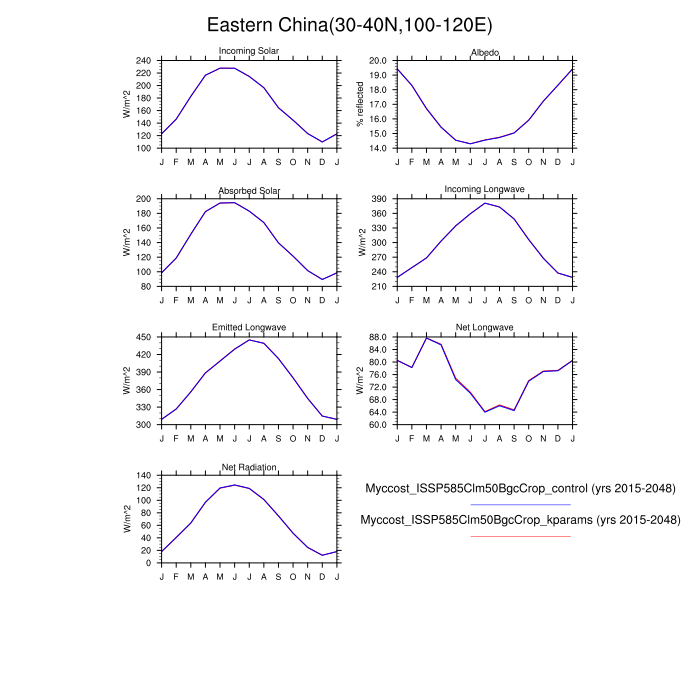 Eastern China(30-40N,100-120E)
Incoming Solar
W/m^2
240
220
200
180
160
140
120
100
J F M A M J J A S O N D J
Albedo
% reflected
20.0
19.0
18.0
17.0
16.0
15.0
14.0
J F M A M J J A S O N D J
Absorbed Solar
W/m^2
200
180
160
140
120
100
80
J F M A M J J A S O N D J
Incoming Longwave
W/m^2
390
360
330
300
270
240
210
J F M A M J J A S O N D J
Emitted Longwave
W/m^2
450
420
390
360
330
300
J F M A M J J A S O N D J
Net Longwave
W/m^2
88.0
84.0
80.0
76.0
72.0
68.0
64.0
60.0
J F M A M J J A S O N D J
Net Radiation
W/m^2
140
120
100
80
60
40
20
0
J F M A M J J A S O N D J
Myccost_ISSP585Clm50BgcCrop_control (yrs 2015-2048)
Myccost_ISSP585Clm50BgcCrop_kparams (yrs 2015-2048)